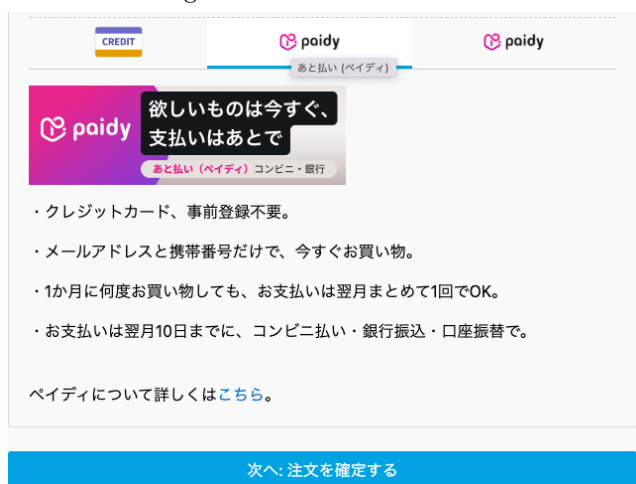 CREDIT
paidy
paidy
あと払い (ペイディ)
paidy
欲しいものは今すぐ、
支払いはあとで
あと払い（ペイディ）コンビニ・銀行
・クレジットカード、事前登録不要。
・メールアドレスと携帯番号だけで、今すぐお買い物。
・1か月に何度お買い物しても、お支払いは翌月まとめて1回でOK。
・お支払いは翌月10日までに、コンビニ払い・銀行振込・口座振替で。
ペイディについて詳しくはこちら。
次へ: 注文を確定する